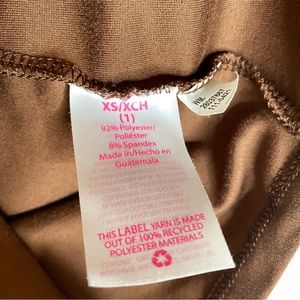 XS/XCH
(1)
92% Polyester/
Poliéster
8% Spandex
Made in/Hecho en
Guatemala
THIS LABEL YARN IS MADE
OUT OF 100% RECYCLED
POLYESTER MATERIALS